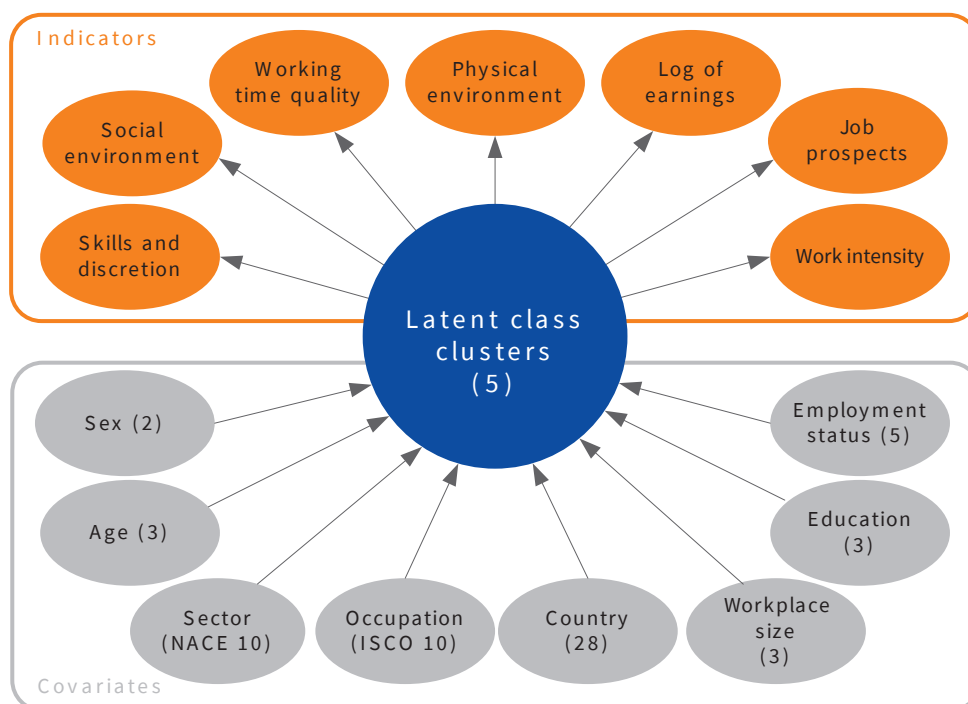 Indicators
Working
time quality
Physical
environment
Log of
earnings
Social
environment
Job
prospects
Skills and
discretion
Work intensity
Latent class
clusters
(5)
Sex (2)
Employment
status (5)
Age (3)
Education
(3)
Sector
(NACE 10)
Occupation
(ISCO 10)
Country
(28)
Workplace
size
(3)
Covariates